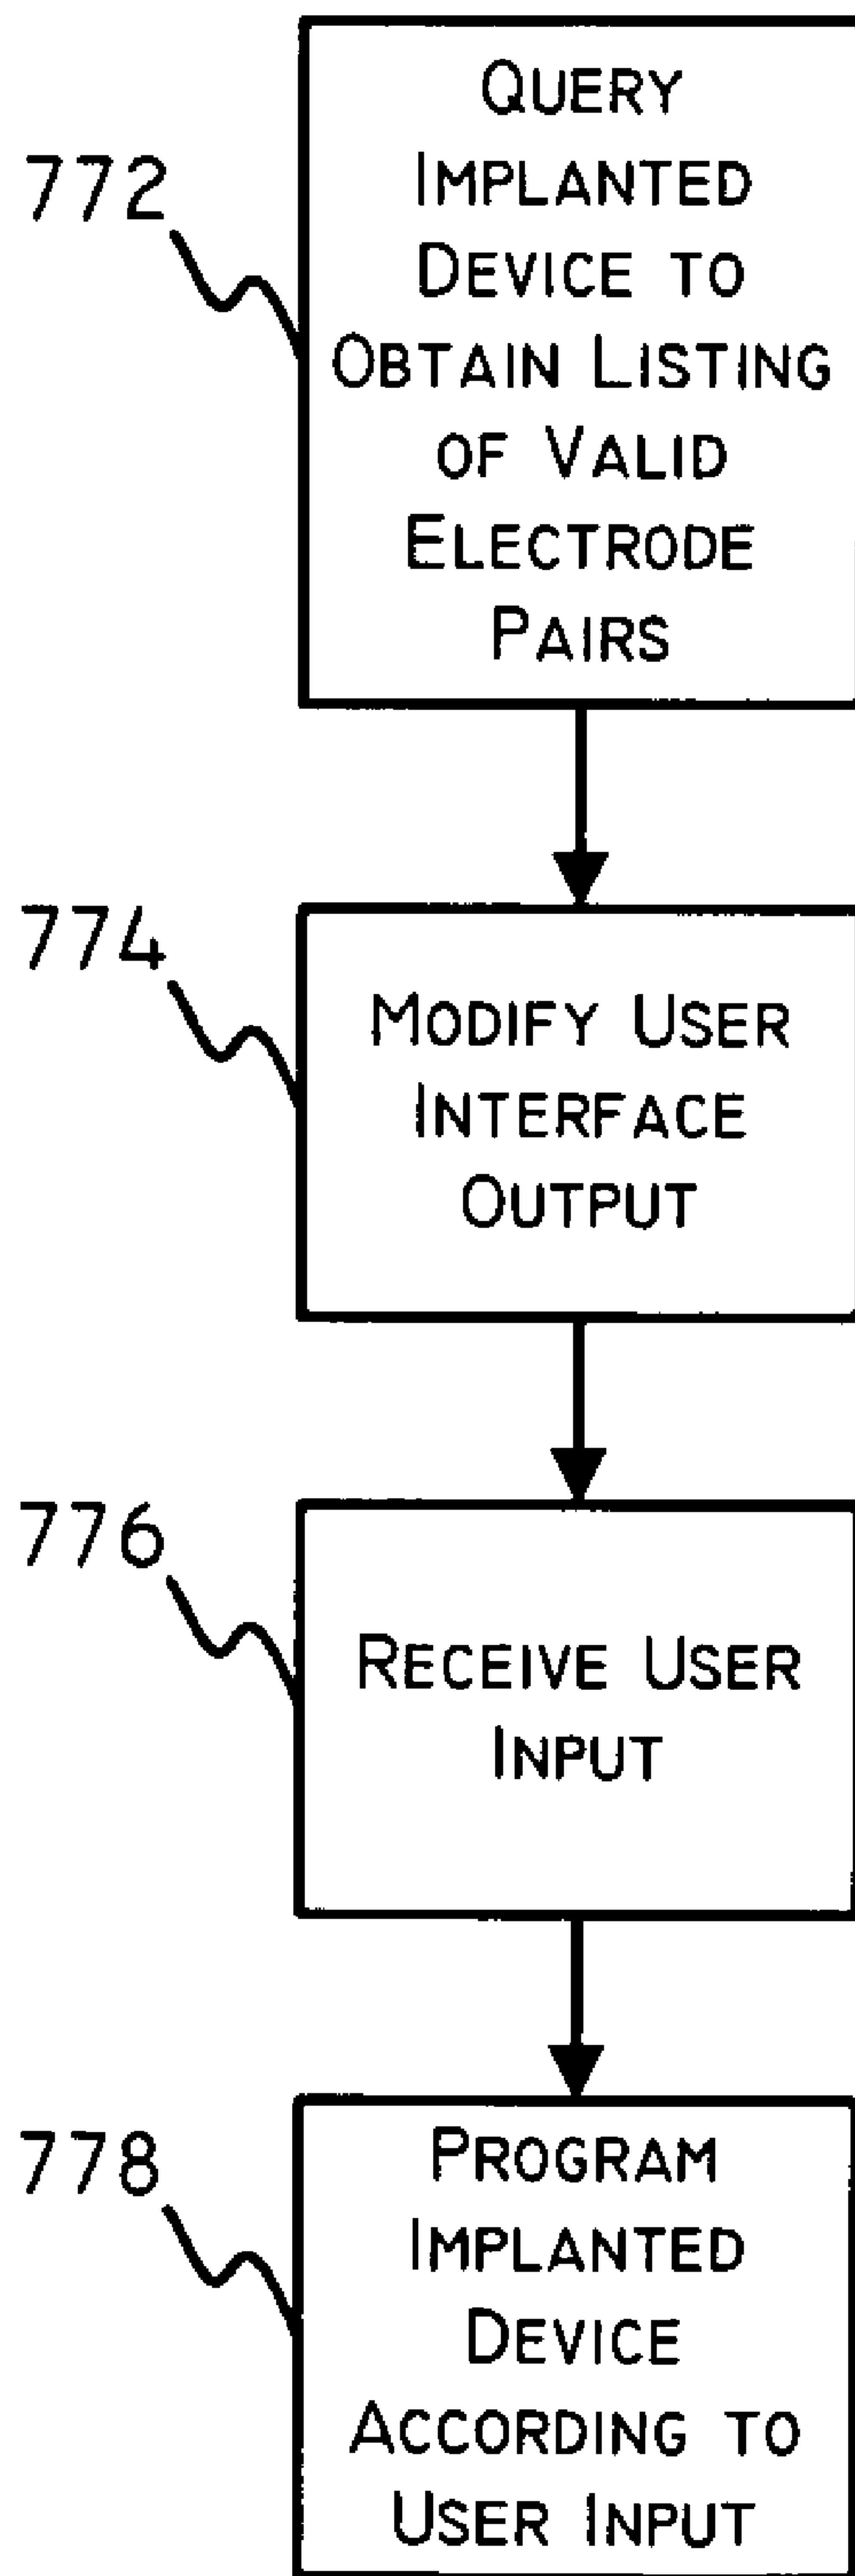 QUERY
IMPLANTED
DEVICE TO
OBTAIN LISTING
OF VALID
ELECTRODE
PAIRS
772
MODIFY USER
INTERFACE
OUTPUT
774
RECEIVE USER
INPUT
776
PROGRAM
IMPLANTED
DEVICE
ACCORDING TO
USER INPUT
778